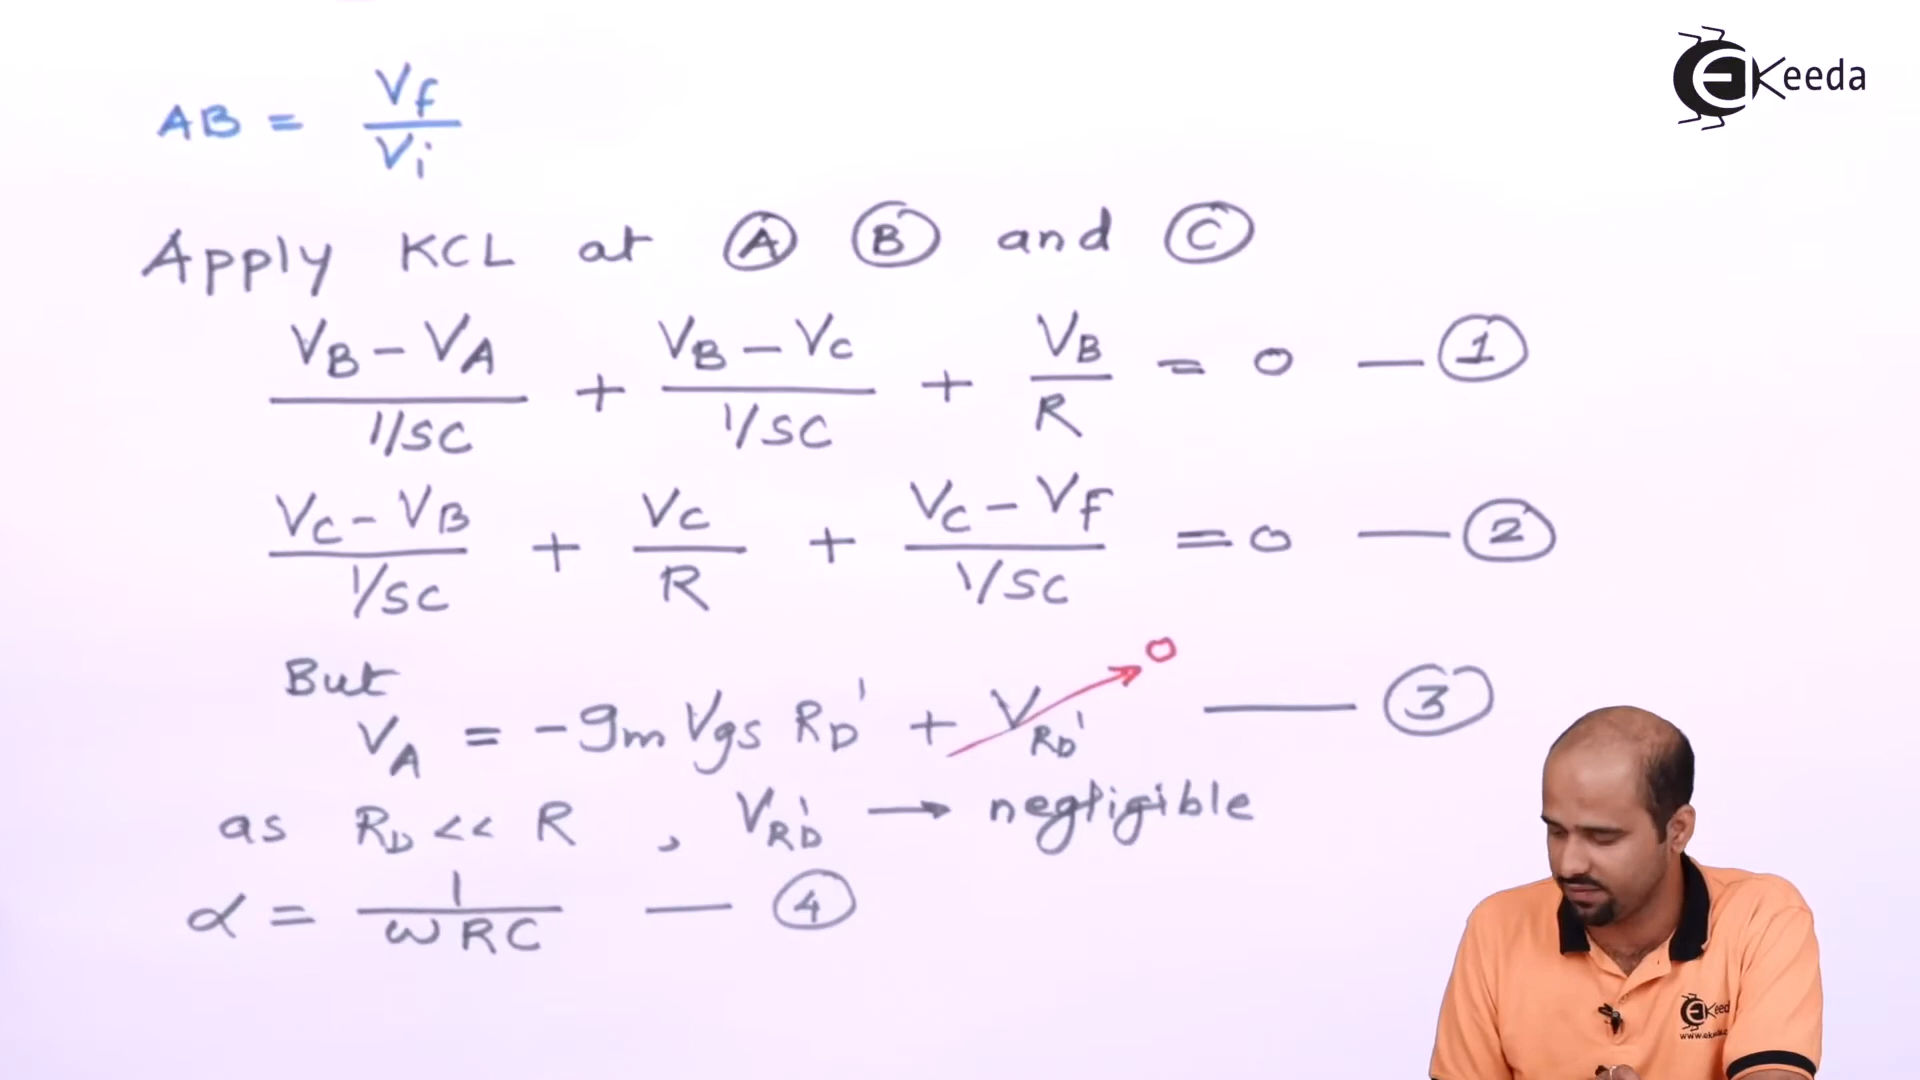 EKeeda
AB = Vf / Vi
Apply KCL at Ⓐ Ⓑ and Ⓒ
(VB - VA) / (1/SC) + (VB - VC) / (1/SC) + VB / R = 0 — ①
(VC - VB) / (1/SC) + VC / R + (VC - Vf) / (1/SC) = 0 — ②
But
VA = -gm Vgs RD' + VRD' → 0 — ③
as RD << R , VRD' → negligible
α = 1 / ωRC — ④
EKeeda